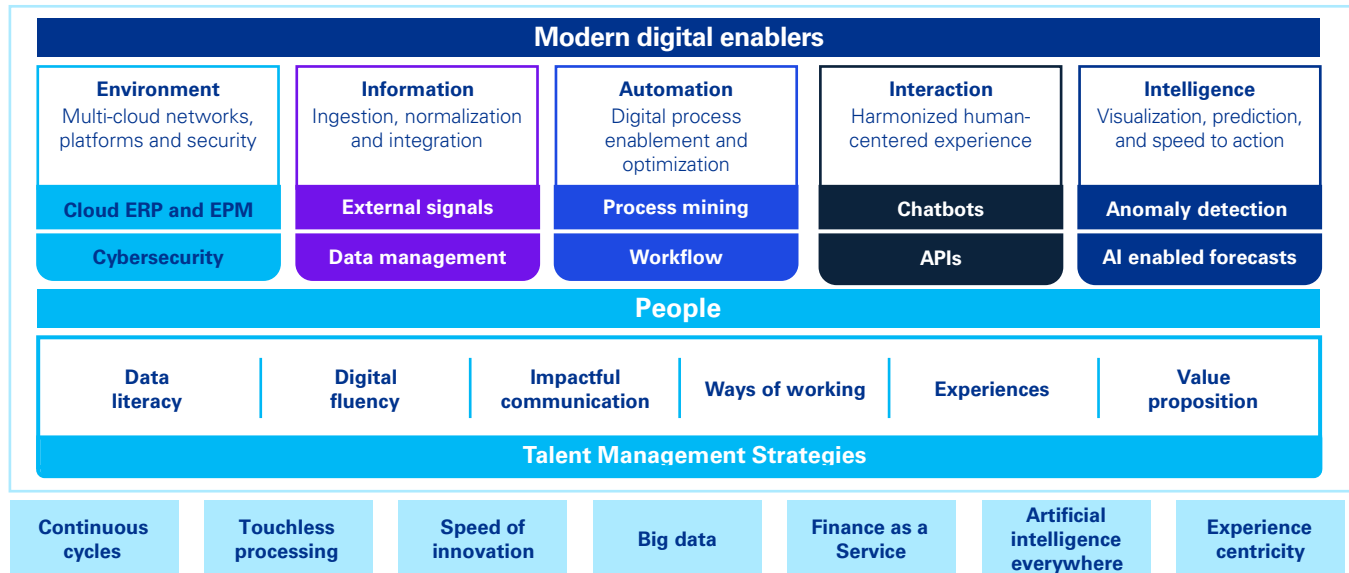 Modern digital enablers
Environment
Multi-cloud networks,
platforms and security
Cloud ERP and EPM
Cybersecurity
Information
Ingestion, normalization
and integration
External signals
Data management
Automation
Digital process
enablement and
optimization
Process mining
Workflow
Interaction
Harmonized human-
centered experience
Chatbots
APIs
Intelligence
Visualization, prediction,
and speed to action
Anomaly detection
AI enabled forecasts
People
Data
literacy
Digital
fluency
Impactful
communication
Ways of working
Experiences
Value
proposition
Talent Management Strategies
Continuous
cycles
Touchless
processing
Speed of
innovation
Big data
Finance as a
Service
Artificial
intelligence
everywhere
Experience
centricity